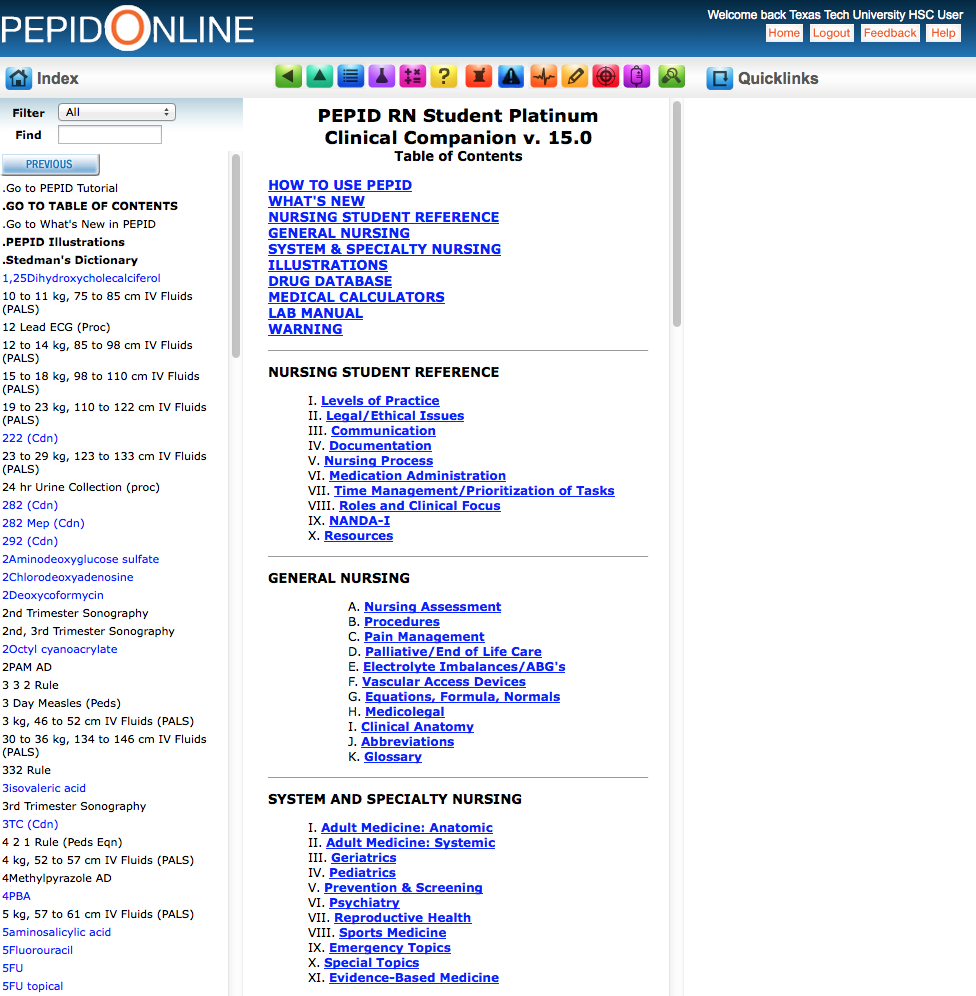 PEPID ONLINE
Welcome back Texas Tech University HSC User
Home Logout Feedback Help
Index
?
Quicklinks
Filter All
Find
PREVIOUS
.Go to PEPID Tutorial
.GO TO TABLE OF CONTENTS
.Go to What's New in PEPID
.PEPID Illustrations
.Stedman's Dictionary
1,25Dihydroxycholecalciferol
10 to 11 kg, 75 to 85 cm IV Fluids
(PALS)
12 Lead ECG (Proc)
12 to 14 kg, 85 to 98 cm IV Fluids
(PALS)
15 to 18 kg, 98 to 110 cm IV Fluids
(PALS)
19 to 23 kg, 110 to 122 cm IV Fluids
(PALS)
222 (Cdn)
23 to 29 kg, 123 to 133 cm IV Fluids
(PALS)
24 hr Urine Collection (proc)
282 (Cdn)
282 Mep (Cdn)
292 (Cdn)
2Aminodeoxyglucose sulfate
2Chlorodeoxyadenosine
2Deoxycoformycin
2nd Trimester Sonography
2nd, 3rd Trimester Sonography
2Octyl cyanoacrylate
2PAM AD
3 3 2 Rule
3 Day Measles (Peds)
3 kg, 46 to 52 cm IV Fluids (PALS)
30 to 36 kg, 134 to 146 cm IV Fluids
(PALS)
332 Rule
3isovaleric acid
3rd Trimester Sonography
3TC (Cdn)
4 2 1 Rule (Peds Eqn)
4 kg, 52 to 57 cm IV Fluids (PALS)
4Methylpyrazole AD
4PBA
5 kg, 57 to 61 cm IV Fluids (PALS)
5aminosalicylic acid
5Fluorouracil
5FU
5FU topical
PEPID RN Student Platinum
Clinical Companion v. 15.0
Table of Contents
HOW TO USE PEPID
WHAT'S NEW
NURSING STUDENT REFERENCE
GENERAL NURSING
SYSTEM & SPECIALTY NURSING
ILLUSTRATIONS
DRUG DATABASE
MEDICAL CALCULATORS
LAB MANUAL
WARNING
NURSING STUDENT REFERENCE
I. Levels of Practice
II. Legal/Ethical Issues
III. Communication
IV. Documentation
V. Nursing Process
VI. Medication Administration
VII. Time Management/Prioritization of Tasks
VIII. Roles and Clinical Focus
IX. NANDA-I
X. Resources
GENERAL NURSING
A. Nursing Assessment
B. Procedures
C. Pain Management
D. Palliative/End of Life Care
E. Electrolyte Imbalances/ABG's
F. Vascular Access Devices
G. Equations, Formula, Normals
H. Medicolegal
I. Clinical Anatomy
J. Abbreviations
K. Glossary
SYSTEM AND SPECIALTY NURSING
I. Adult Medicine: Anatomic
II. Adult Medicine: Systemic
III. Geriatrics
IV. Pediatrics
V. Prevention & Screening
VI. Psychiatry
VII. Reproductive Health
VIII. Sports Medicine
IX. Emergency Topics
X. Special Topics
XI. Evidence-Based Medicine